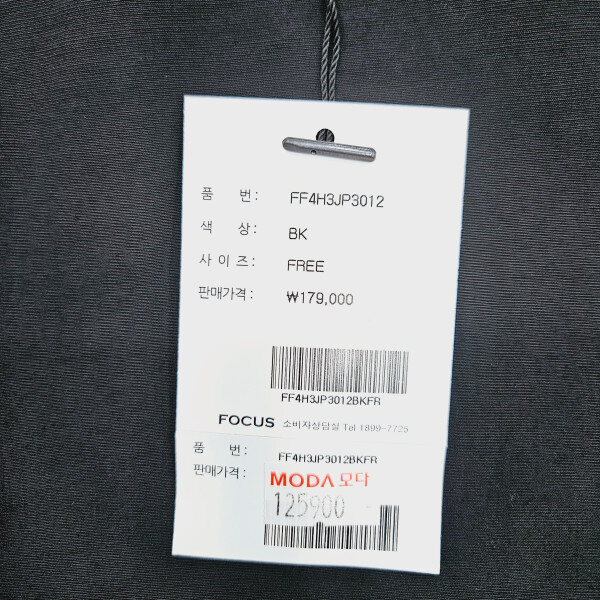 품 번: FF4H3JP3012
색 상: BK
사이즈: FREE
판매가격: ₩179,000
FF4H3JP3012BKFR
FOCUS 소비자상담실 Tel 1899-7725
품 번: FF4H3JP3012BKFR
판매가격:
MODA 모다
125900